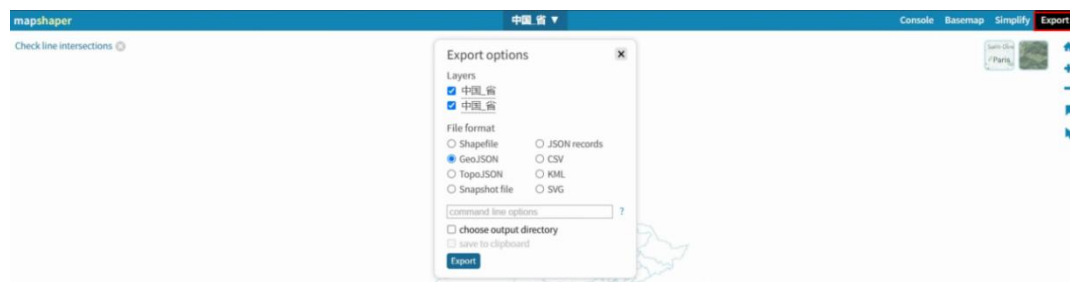 mapshaper
中国_省 ▼
Console Basemap Simplify Export
Check line intersections
Export options
Layers
中国_省
中国_省
File format
Shapefile JSON records
GeoJSON CSV
TopoJSON KML
Snapshot file SVG
command line options ?
choose output directory
save to clipboard
Export
Paris